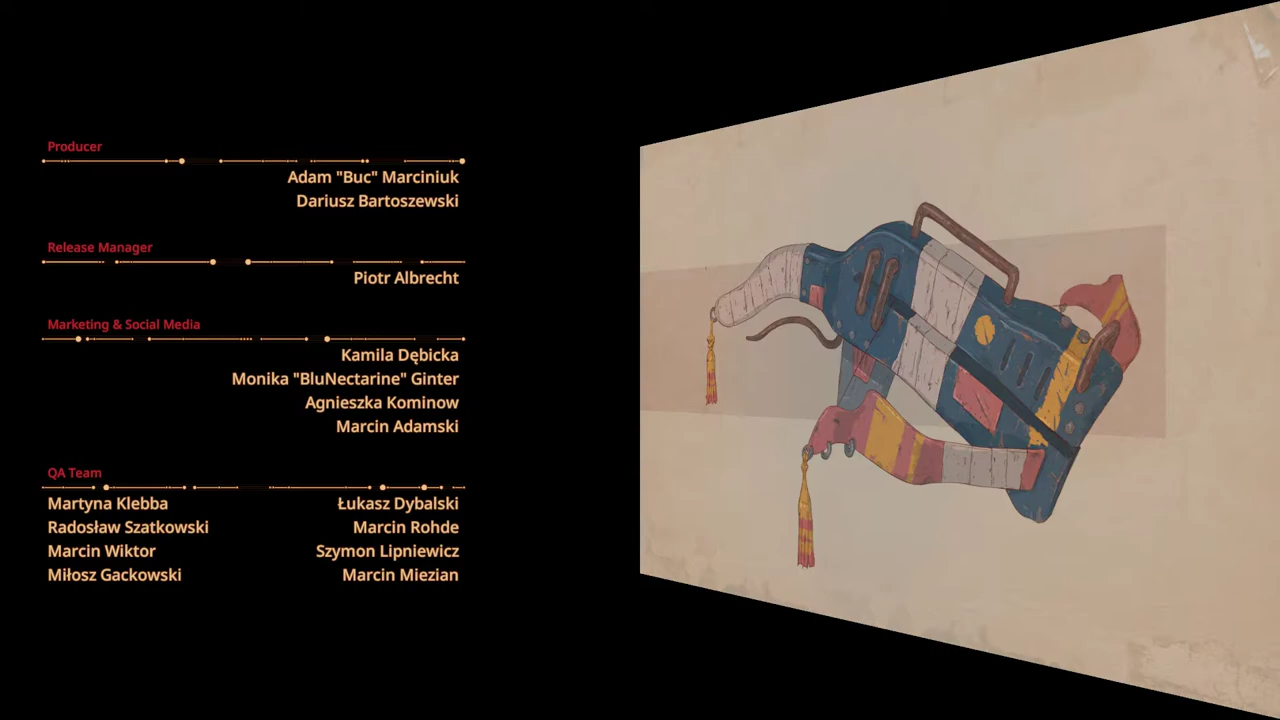 Producer
Adam "Buc" Marciniuk
Dariusz Bartoszewski
Release Manager
Piotr Albrecht
Marketing & Social Media
Kamila Dębicka
Monika "BluNectarine" Ginter
Agnieszka Kominow
Marcin Adamski
QA Team
Martyna Klebba Łukasz Dybalski
Radosław Szatkowski Marcin Rohde
Marcin Wiktor Szymon Lipniewicz
Miłosz Gackowski Marcin Miezian